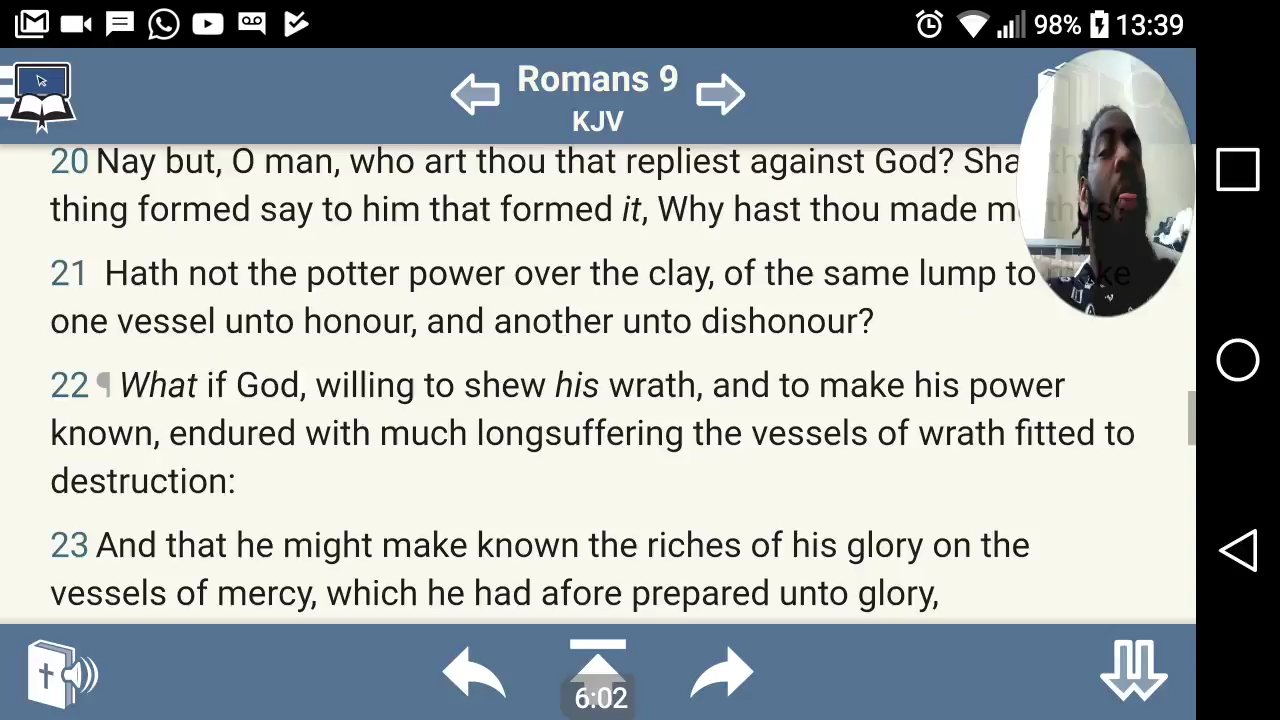 98% 13:39
Romans 9
KJV
20 Nay but, O man, who art thou that repliest against God? Sha
thing formed say to him that formed it, Why hast thou made me thus?
21 Hath not the potter power over the clay, of the same lump to make
one vessel unto honour, and another unto dishonour?
22 ¶ What if God, willing to shew his wrath, and to make his power
known, endured with much longsuffering the vessels of wrath fitted to
destruction:
23 And that he might make known the riches of his glory on the
vessels of mercy, which he had afore prepared unto glory,
6:02